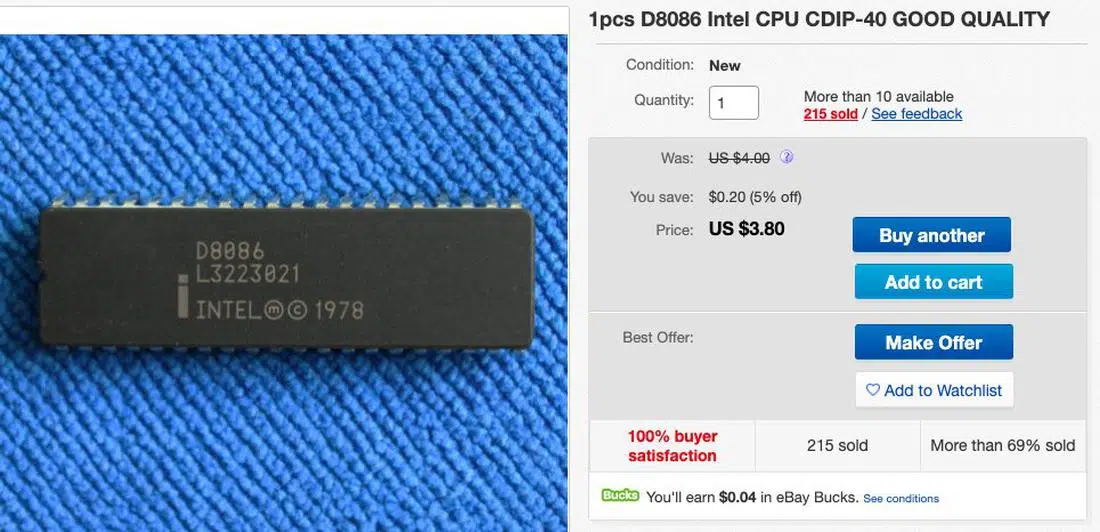 D8086
L3223021
INTEL Ⓜ © 1978
1pcs D8086 Intel CPU CDIP-40 GOOD QUALITY
Condition: New
Quantity: 1
More than 10 available
215 sold / See feedback
Was: US $4.00 ?
You save: $0.20 (5% off)
Price: US $3.80
Buy another
Add to cart
Best Offer:
Make Offer
Add to Watchlist
100% buyer
satisfaction
215 sold
More than 69% sold
Bucks You'll earn $0.04 in eBay Bucks. See conditions